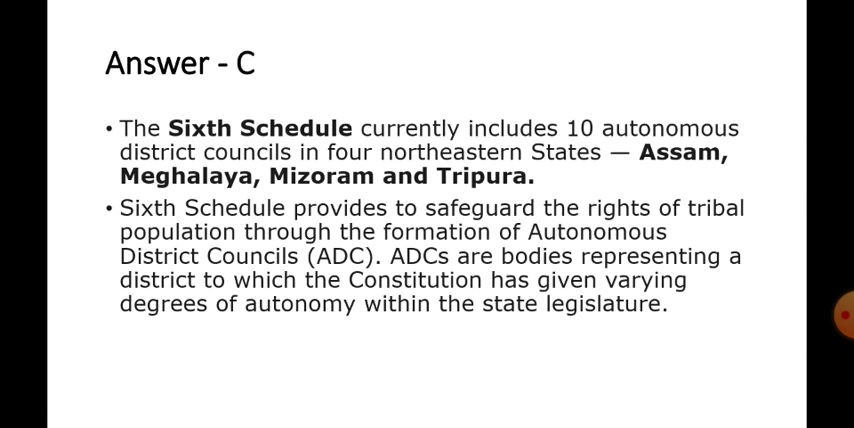 Answer - C
• The Sixth Schedule currently includes 10 autonomous
district councils in four northeastern States — Assam,
Meghalaya, Mizoram and Tripura.
• Sixth Schedule provides to safeguard the rights of tribal
population through the formation of Autonomous
District Councils (ADC). ADCs are bodies representing a
district to which the Constitution has given varying
degrees of autonomy within the state legislature.